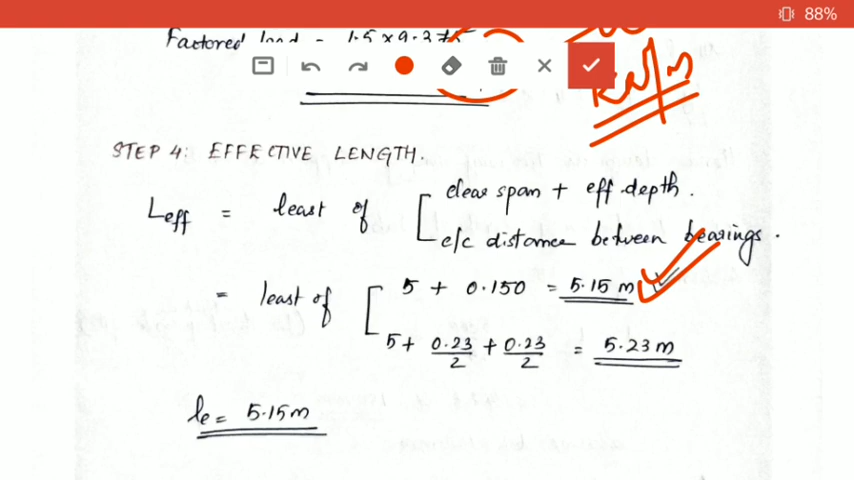 88%
Factored load = 1.5 x 9.375
KN/m
STEP 4: EFFECTIVE LENGTH.
Leff = least of [ clear span + eff. depth.
c/c distance between bearings.
= least of [ 5 + 0.150 = 5.15 m
5 + 0.23/2 + 0.23/2 = 5.23 m
le = 5.15m